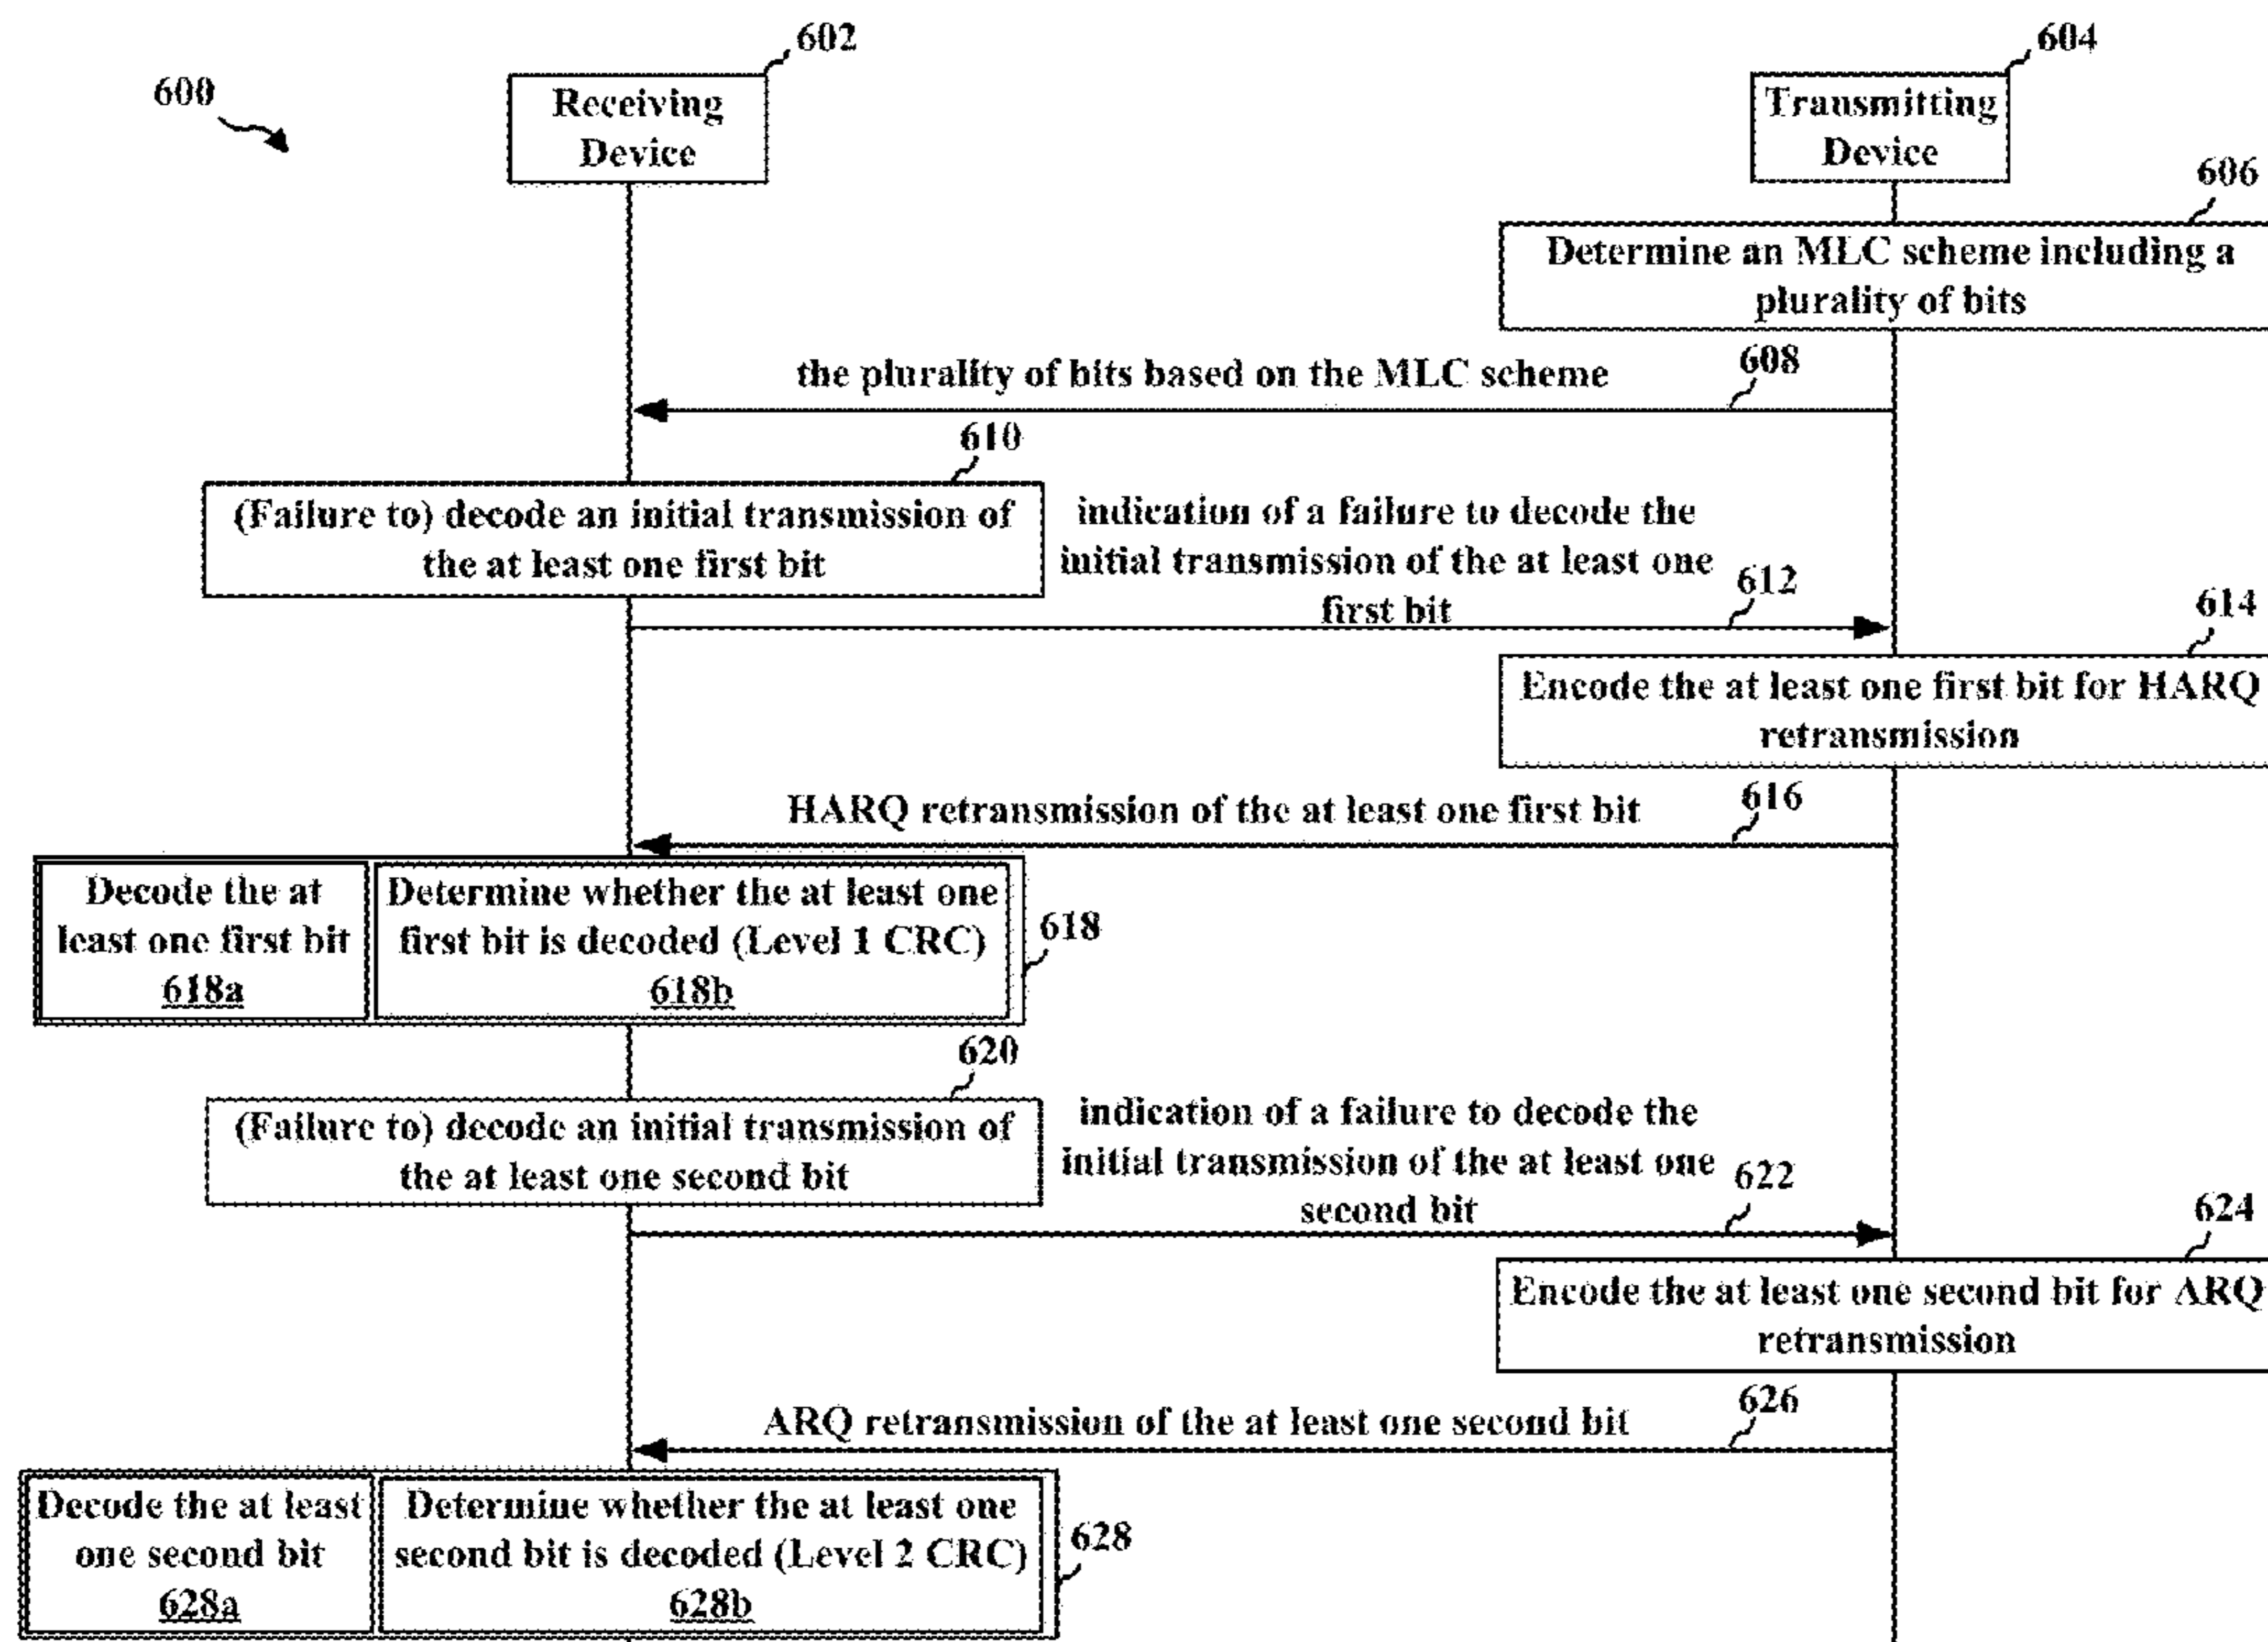 600
602
Receiving
Device
604
Transmitting
Device
606
Determine an MLC scheme including a
plurality of bits
the plurality of bits based on the MLC scheme
608
610
(Failure to) decode an initial transmission of
the at least one first bit
indication of a failure to decode the
initial transmission of the at least one
first bit
612
614
Encode the at least one first bit for HARQ
retransmission
HARQ retransmission of the at least one first bit
616
Decode the at
least one first bit
618a
Determine whether the at least one
first bit is decoded (Level 1 CRC)
618b
618
620
(Failure to) decode an initial transmission of
the at least one second bit
indication of a failure to decode the
initial transmission of the at least one
second bit
622
624
Encode the at least one second bit for ARQ
retransmission
ARQ retransmission of the at least one second bit
626
Decode the at least
one second bit
628a
Determine whether the at least one
second bit is decoded (Level 2 CRC)
628b
628